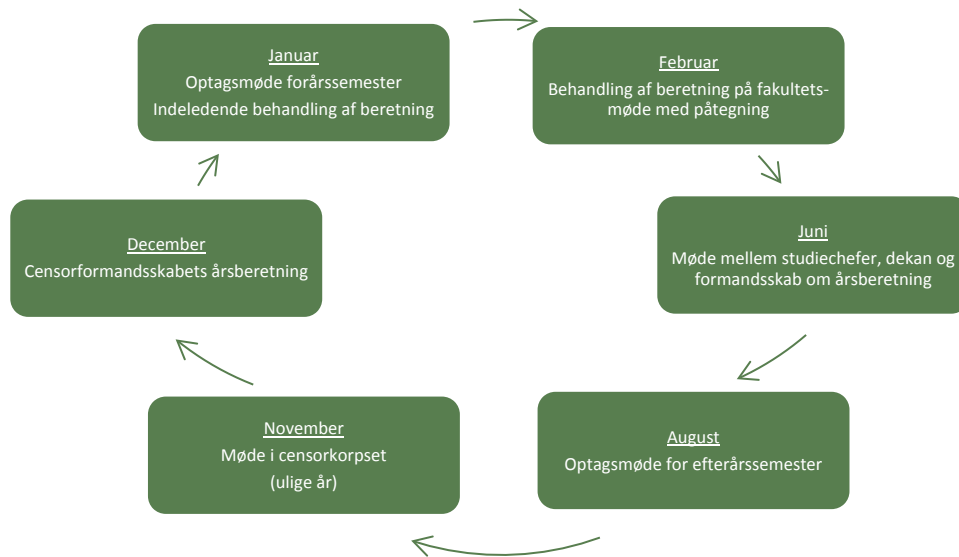 Januar
Optagsmøde forårssemester
Indeledende behandling af beretning
Februar
Behandling af beretning på fakultets-
møde med påtegning
Juni
Møde mellem studiechefer, dekan og
formandsskab om årsberetning
August
Optagsmøde for efterårssemester
November
Møde i censorkorpset
(ulige år)
December
Censorformandsskabets årsberetning